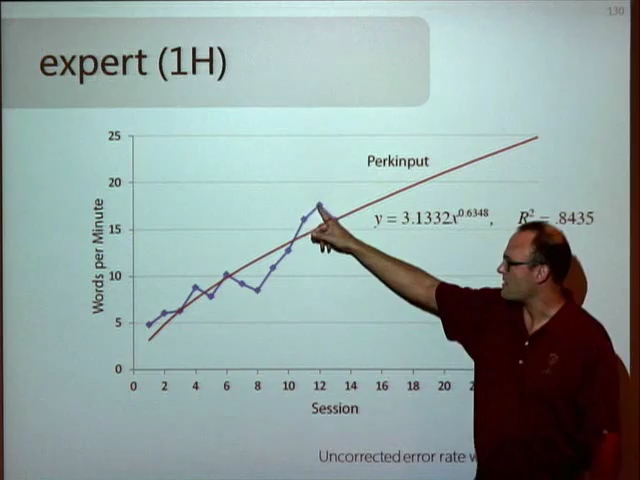 130
expert (1H)
25
20
15
10
5
0
Words per Minute
Perkinput
y = 3.1332x^0.6348, R² = .8435
0 2 4 6 8 10 12 14 16 18 20
Session
Uncorrected error rate